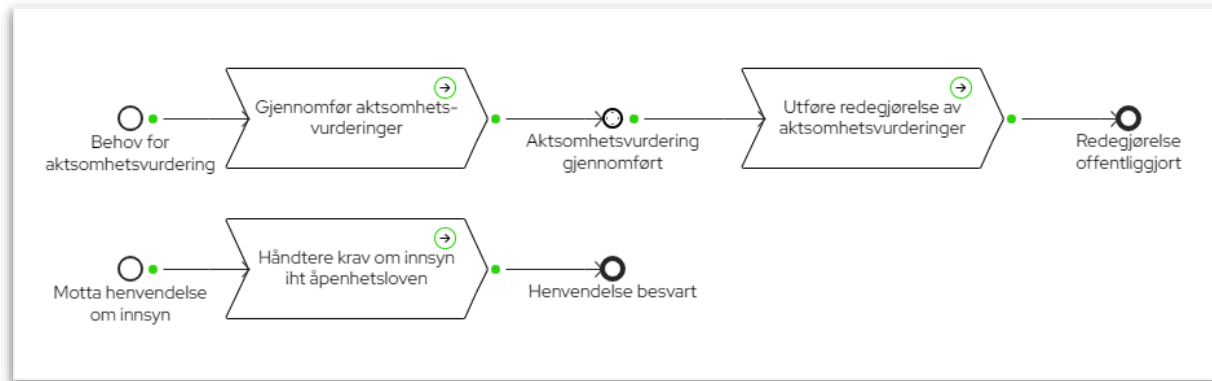 Gjennomfør aktsomhets-
vurderinger
Utføre redegjørelse av
aktsomhetsvurderinger
Behov for
aktsomhetsvurdering
Aktsomhetsvurdering
gjennomført
Redegjørelse
offentliggjort
Håndtere krav om innsyn
iht åpenhetsloven
Motta henvendelse
om innsyn
Henvendelse besvart